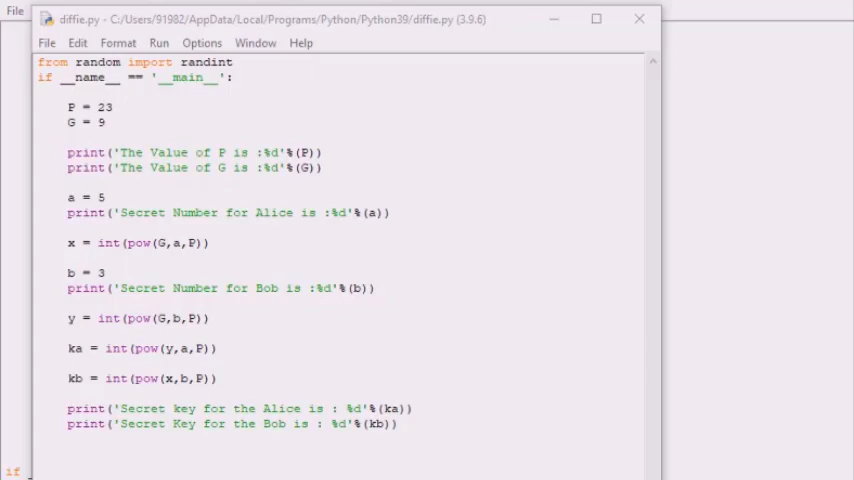 File
diffie.py - C:/Users/91982/AppData/Local/Programs/Python/Python39/diffie.py (3.9.6)
File Edit Format Run Options Window Help
from random import randint
if __name__ == '__main__':
P = 23
G = 9
print('The Value of P is :%d'%(P))
print('The Value of G is :%d'%(G))
a = 5
print('Secret Number for Alice is :%d'%(a))
x = int(pow(G,a,P))
b = 3
print('Secret Number for Bob is :%d'%(b))
y = int(pow(G,b,P))
ka = int(pow(y,a,P))
kb = int(pow(x,b,P))
print('Secret key for the Alice is : %d'%(ka))
print('Secret Key for the Bob is : %d'%(kb))
if